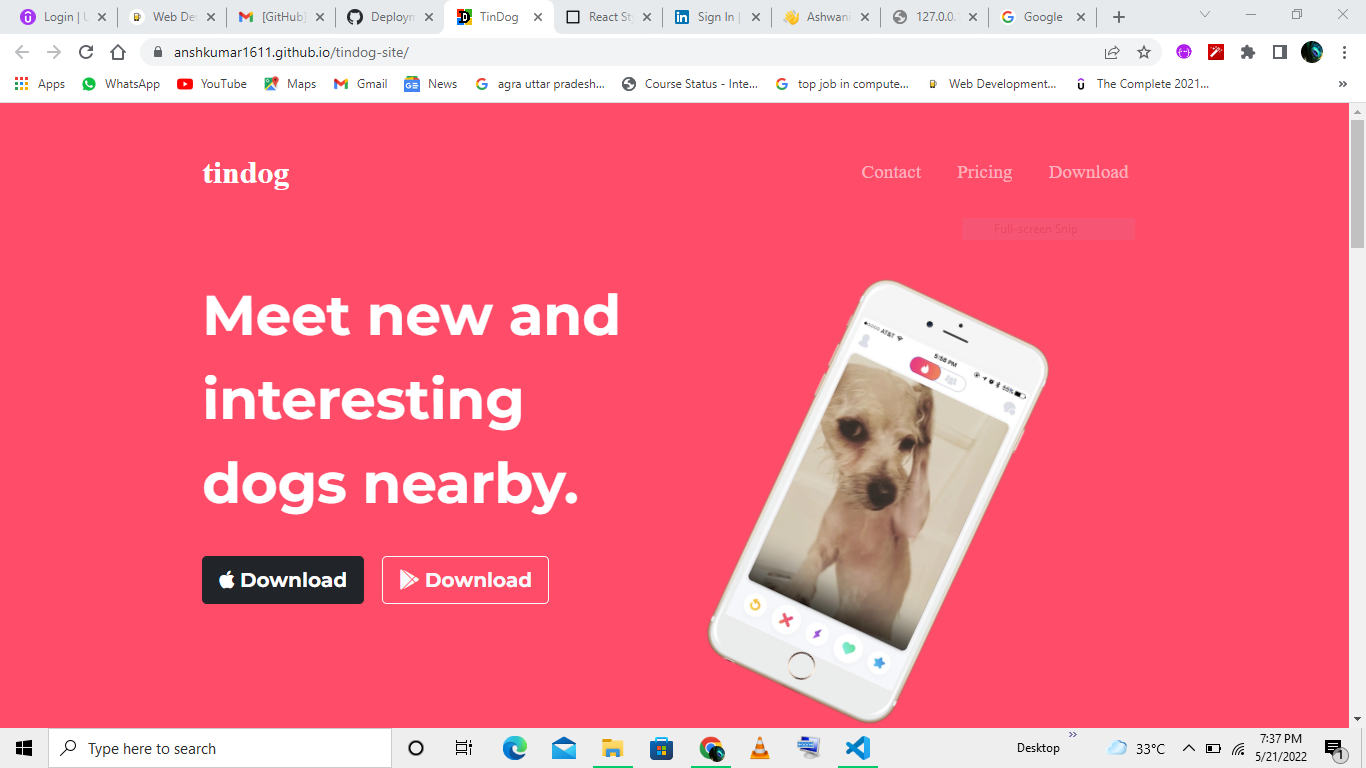 Login | U
Web De
[GitHub]
Deploym
TinDog
React St
Sign In |
Ashwani
127.0.0.
Google
anshkumar1611.github.io/tindog-site/
Apps
WhatsApp
YouTube
Maps
Gmail
News
agra uttar pradesh...
Course Status - Inte...
top job in compute...
Web Development...
The Complete 2021...
»
tindog
Contact
Pricing
Download
Full-screen Snip
Meet new and
interesting
dogs nearby.
Download
Download
AT&T
5:58 PM
55%
Type here to search
Desktop
»
33°C
7:37 PM
5/21/2022
1